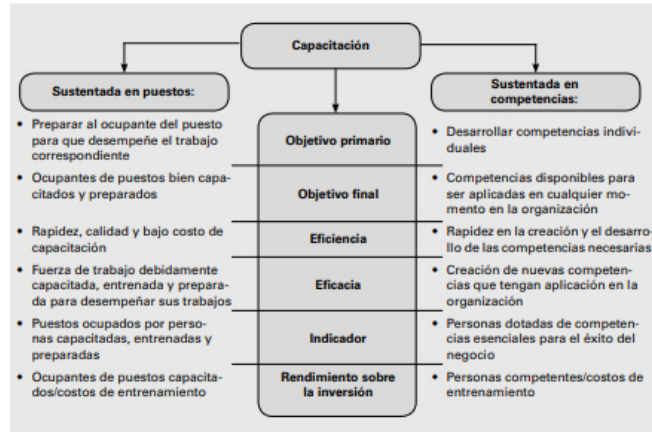 Capacitación
Sustentada en puestos:
Sustentada en
competencias:
• Preparar al ocupante del puesto
para que desempeñe el trabajo
correspondiente
Objetivo primario
• Desarrollar competencias indivi-
duales
• Ocupantes de puestos bien capa-
citados y preparados
Objetivo final
• Competencias disponibles para
ser aplicadas en cualquier mo-
mento en la organización
• Rapidez, calidad y bajo costo de
capacitación
Eficiencia
• Rapidez en la creación y el desarro-
llo de las competencias necesarias
• Fuerza de trabajo debidamente
capacitada, entrenada y prepara-
da para desempeñar sus trabajos
Eficacia
• Creación de nuevas competen-
cias que tengan aplicación en la
organización
• Puestos ocupados por perso-
nas capacitadas, entrenadas y
preparadas
Indicador
• Personas dotadas de competen-
cias esenciales para el éxito del
negocio
• Ocupantes de puestos capacita-
dos/costos de entrenamiento
Rendimiento sobre
la inversión
• Personas competentes/costos de
entrenamiento